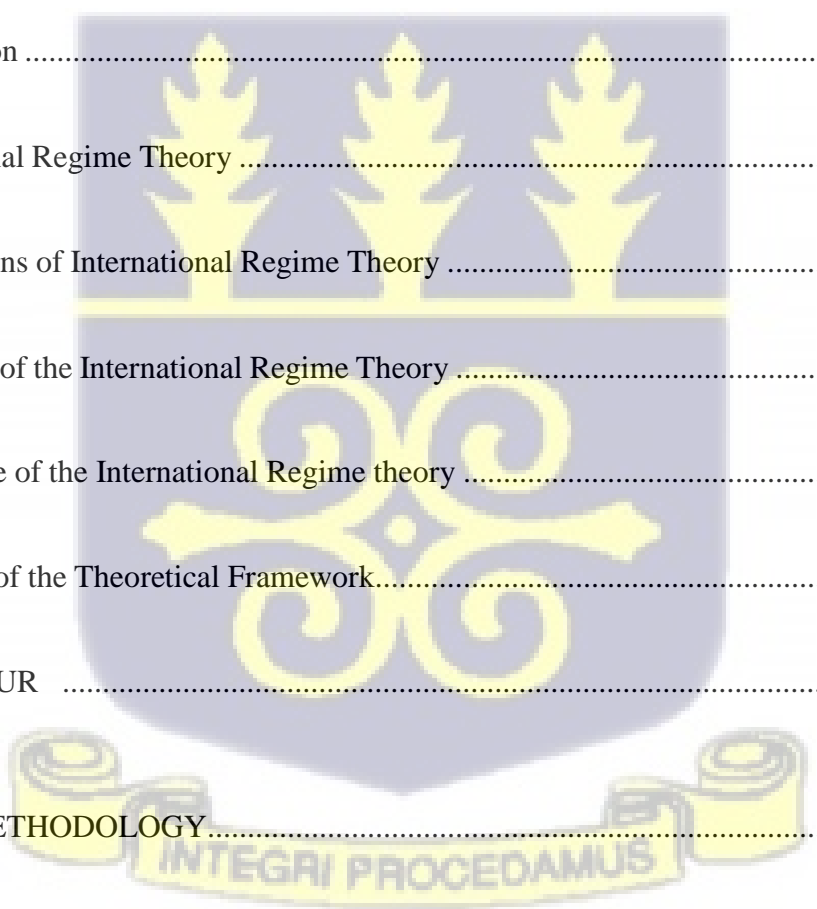 on ..........................................................................................
nal Regime Theory ..................................................................
ns of International Regime Theory ..........................................
of the International Regime Theory .........................................
e of the International Regime theory ........................................
of the Theoretical Framework...................................................
UR ...........................................................................................
ETHODOLOGY.........................................................................
INTEGRI PROCEDAMUS